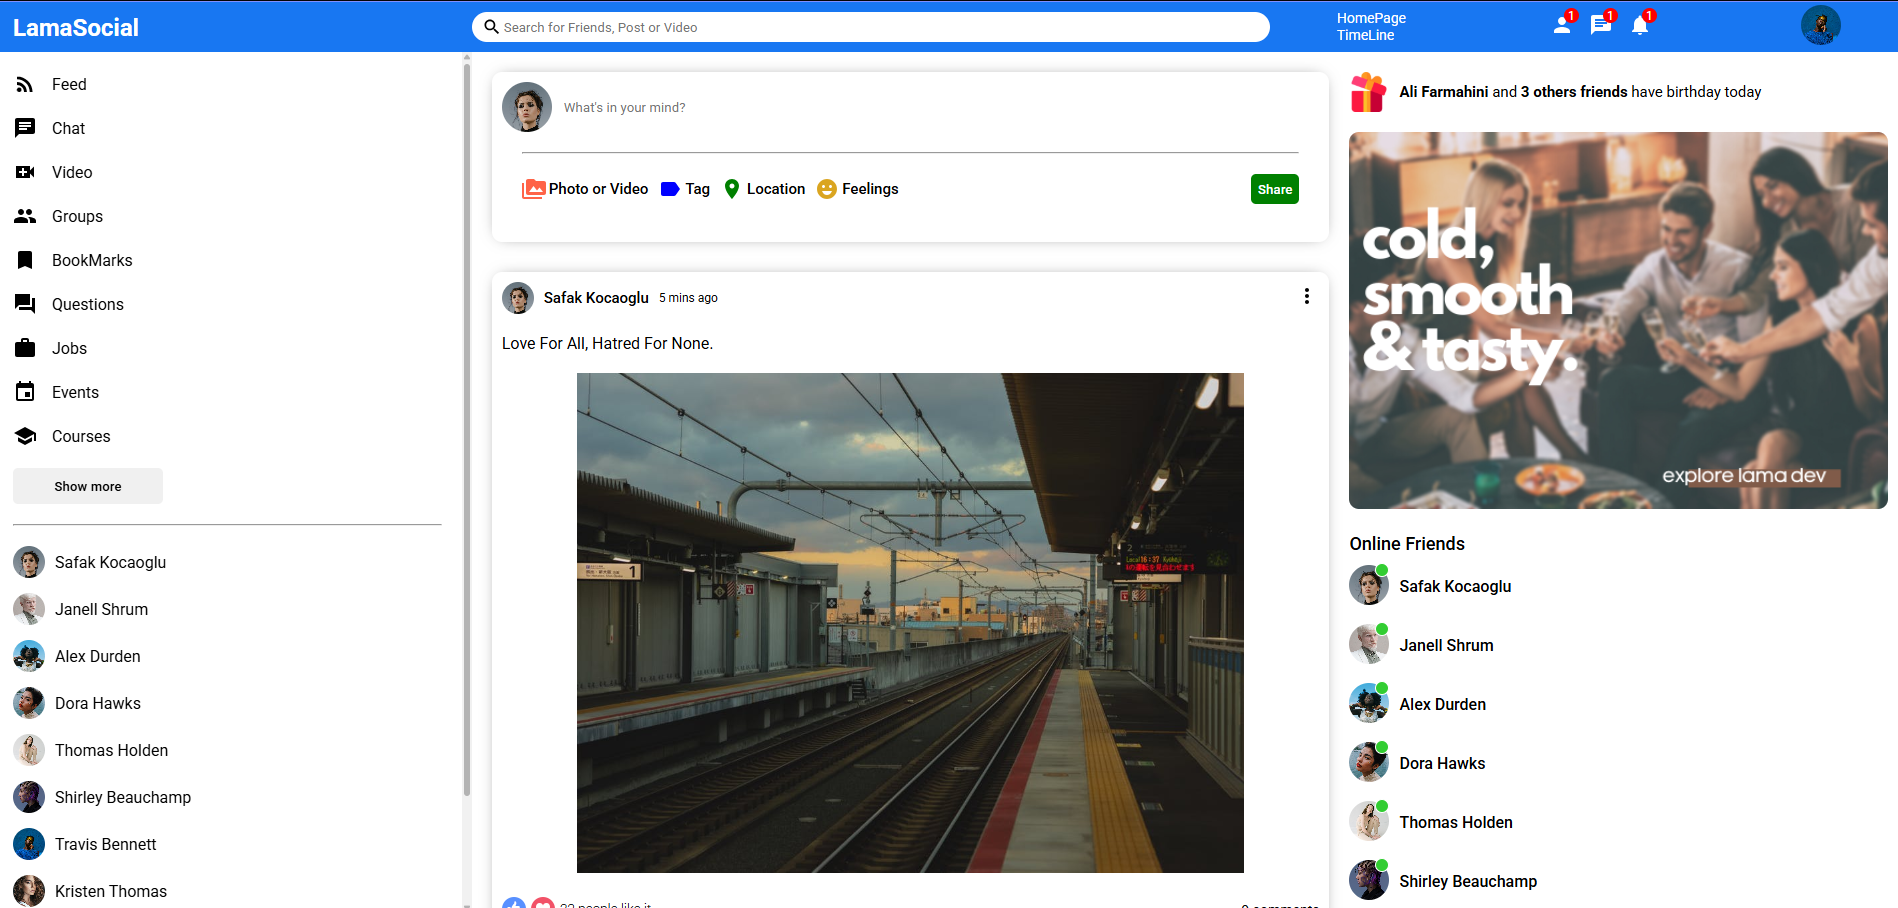 LamaSocial
Search for Friends, Post or Video
HomePage
TimeLine
1
1
1
Feed
Chat
Video
Groups
BookMarks
Questions
Jobs
Events
Courses
Show more
Safak Kocaoglu
Janell Shrum
Alex Durden
Dora Hawks
Thomas Holden
Shirley Beauchamp
Travis Bennett
Kristen Thomas
What's in your mind?
Photo or Video
Tag
Location
Feelings
Share
Safak Kocaoglu 5 mins ago
Love For All, Hatred For None.
1
2
Local 16:37
people like it
comments
Ali Farmahini and 3 others friends have birthday today
cold,
smooth
& tasty.
explore lama dev
Online Friends
Safak Kocaoglu
Janell Shrum
Alex Durden
Dora Hawks
Thomas Holden
Shirley Beauchamp